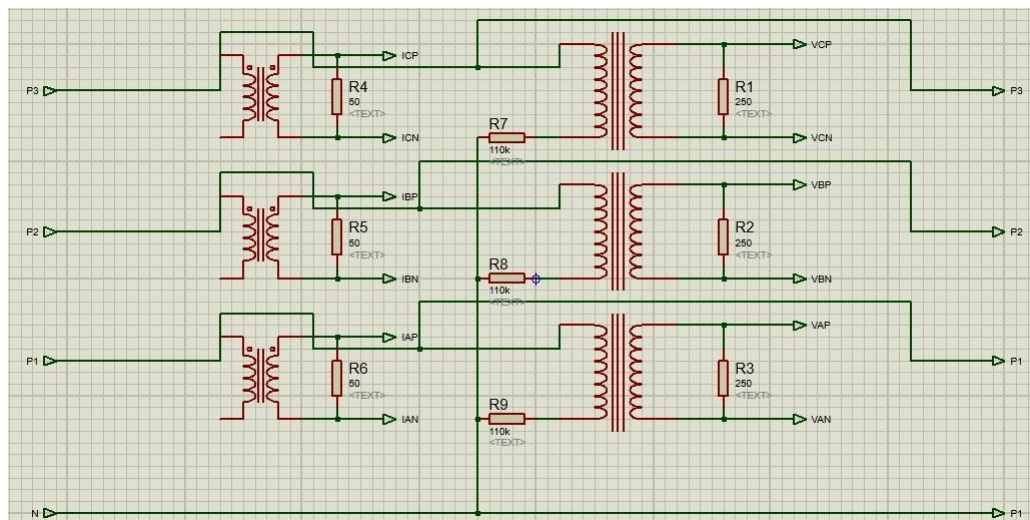 ICP
VCP
R4
50
<TEXT>
R1
250
<TEXT>
P3
P3
R7
110k
<TEXT>
ICN
VCN
IBP
VBP
R5
50
<TEXT>
R2
250
<TEXT>
P2
P2
R8
110k
<TEXT>
IBN
VBN
IAP
VAP
R6
50
<TEXT>
R3
250
<TEXT>
P1
P1
R9
110k
<TEXT>
IAN
VAN
N
P1